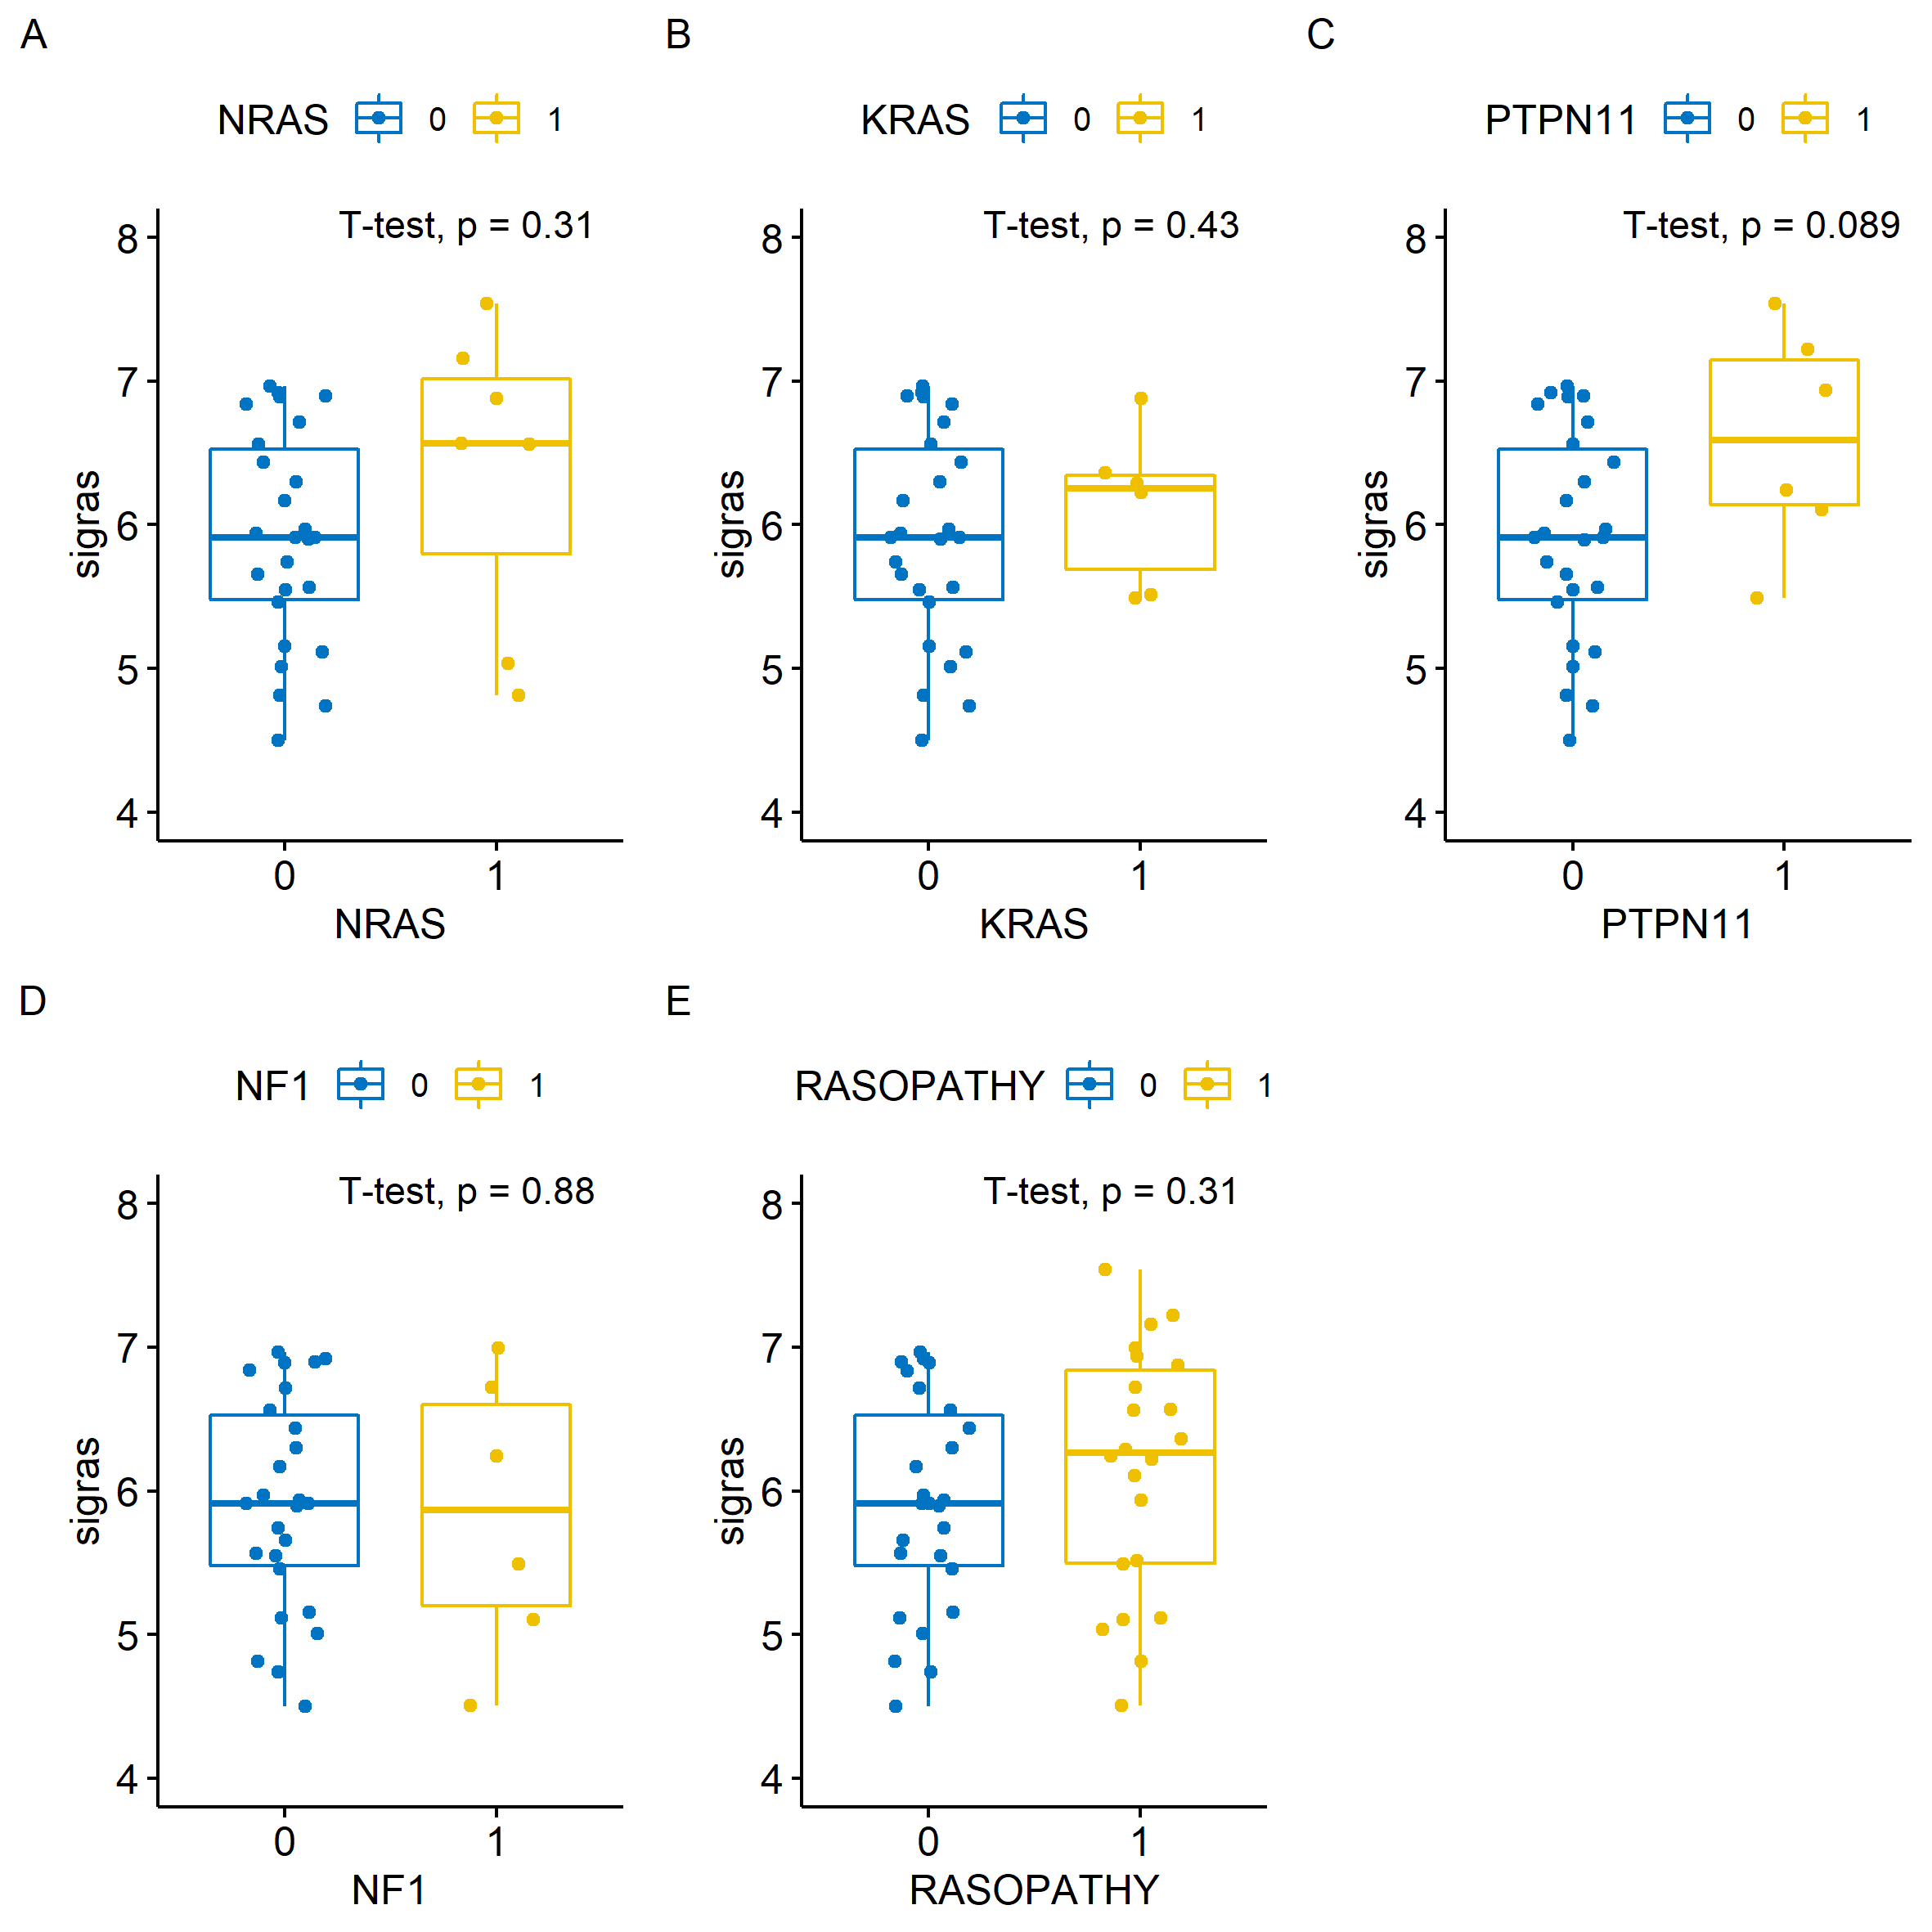 A
NRAS 0 1
T-test, p = 0.31
8
7
6
5
4
sigras
0 1
NRAS
B
KRAS 0 1
T-test, p = 0.43
8
7
6
5
4
sigras
0 1
KRAS
C
PTPN11 0 1
T-test, p = 0.089
8
7
6
5
4
sigras
0 1
PTPN11
D
NF1 0 1
T-test, p = 0.88
8
7
6
5
4
sigras
0 1
NF1
E
RASOPATHY 0 1
T-test, p = 0.31
8
7
6
5
4
sigras
0 1
RASOPATHY